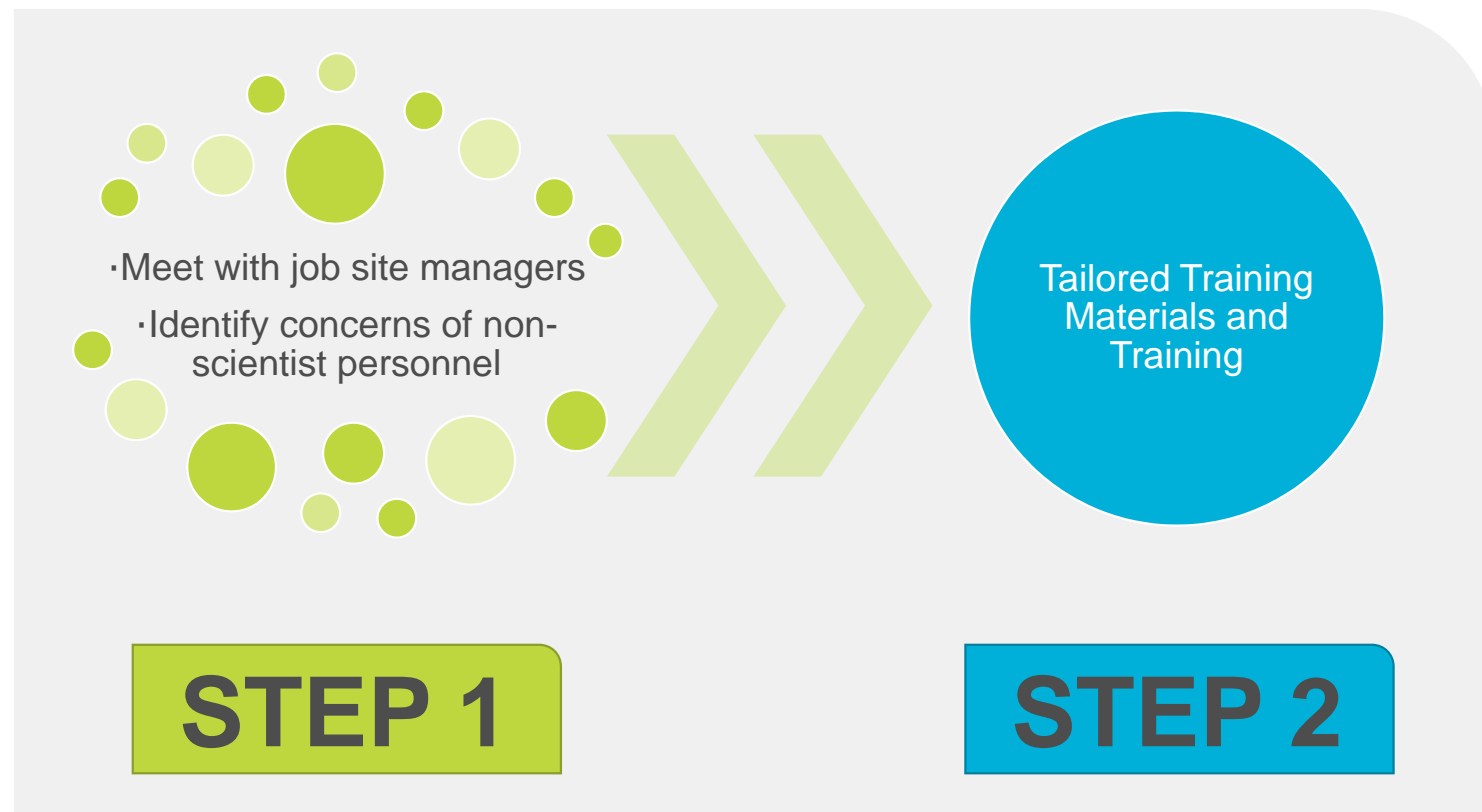 ·Meet with job site managers
·Identify concerns of non-
scientist personnel
Tailored Training
Materials and
Training
STEP 1
STEP 2